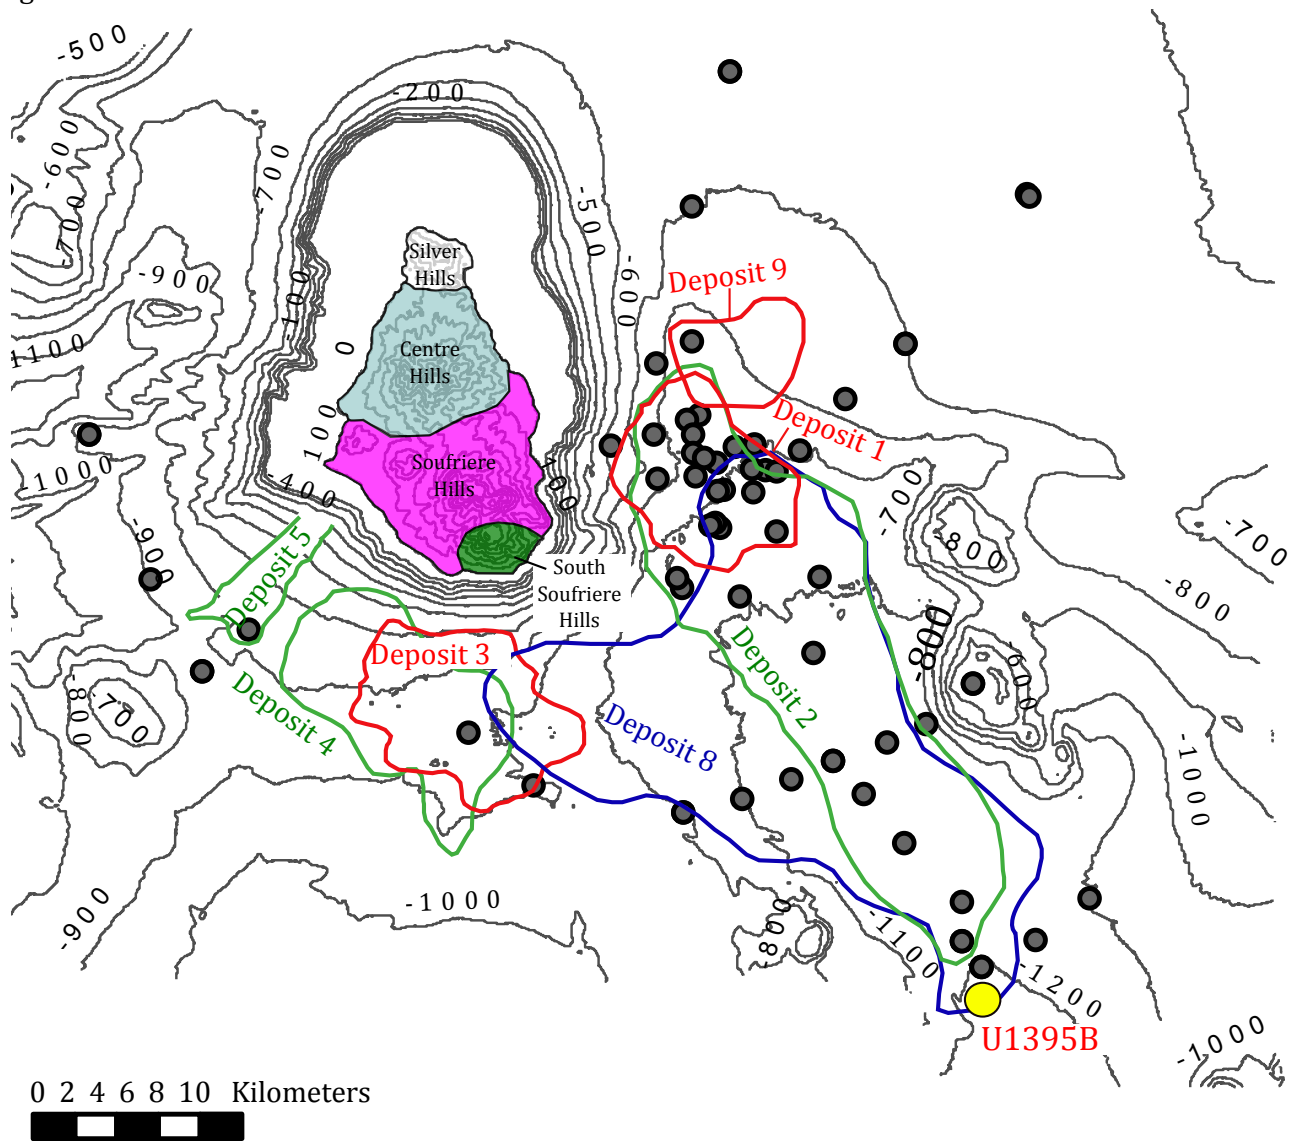 -500
-200
-600
-700
-700
-500
-900
-600
Silver
Hills
Deposit 9
-100
1100
0
Centre
Hills
100
Deposit 1
-1000
-400
Soufriere
Hills
400
-700
-900
-800
-700
Deposit 5
South
Soufriere
Hills
-800
-800
-600
Deposit 3
Deposit 2
-800
-700
Deposit 4
Deposit 8
-1000
-900
-1000
-800
-1100
-1200
U1395B
-1000
0 2 4 6 8 10 Kilometers